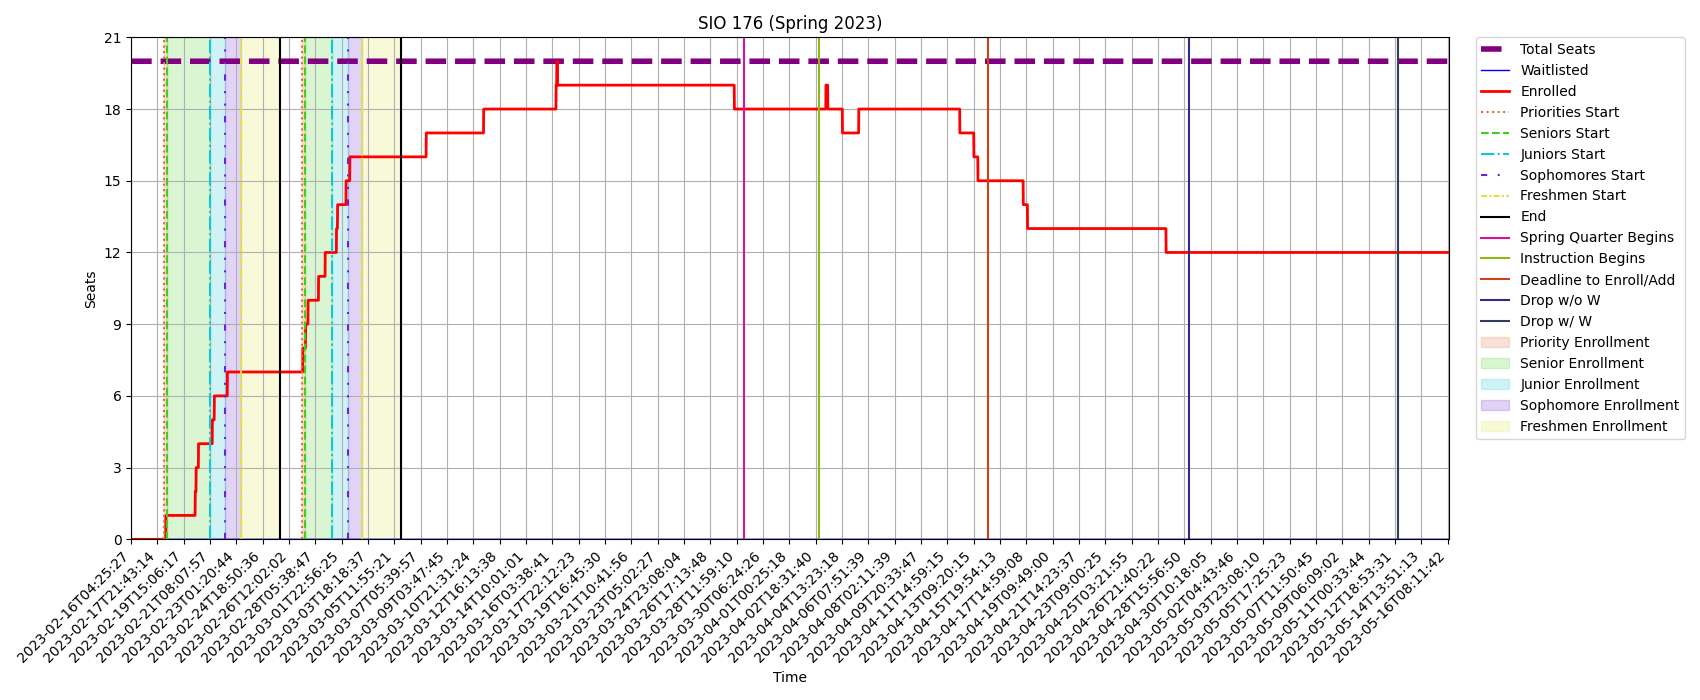 SIO 176 (Spring 2023)
21
18
15
12
9
6
3
0
Seats
2023-02-16T04:25:27
2023-02-17T21:43:14
2023-02-19T15:06:17
2023-02-21T08:07:57
2023-02-23T01:20:44
2023-02-24T18:50:36
2023-02-26T12:02:02
2023-02-28T05:38:47
2023-03-01T22:56:25
2023-03-03T18:18:37
2023-03-05T11:55:21
2023-03-07T05:39:57
2023-03-09T03:47:45
2023-03-10T21:31:24
2023-03-12T16:13:38
2023-03-14T10:01:01
2023-03-16T03:38:41
2023-03-17T22:12:23
2023-03-19T16:45:30
2023-03-21T10:41:56
2023-03-23T05:02:27
2023-03-24T23:08:04
2023-03-26T17:13:48
2023-03-28T11:59:10
2023-03-30T06:24:26
2023-04-01T00:25:18
2023-04-02T18:31:40
2023-04-04T13:23:18
2023-04-06T07:51:39
2023-04-08T02:11:39
2023-04-09T20:33:47
2023-04-11T14:59:15
2023-04-13T09:20:15
2023-04-15T19:54:13
2023-04-17T14:59:08
2023-04-19T09:49:00
2023-04-21T14:23:37
2023-04-23T09:00:25
2023-04-25T03:21:55
2023-04-26T21:40:22
2023-04-28T15:56:50
2023-04-30T10:18:05
2023-05-02T04:43:46
2023-05-03T23:08:10
2023-05-05T17:25:23
2023-05-07T11:50:45
2023-05-09T06:09:02
2023-05-11T00:33:44
2023-05-12T18:53:31
2023-05-14T13:51:13
2023-05-16T08:11:42
Time
Total Seats
Waitlisted
Enrolled
Priorities Start
Seniors Start
Juniors Start
Sophomores Start
Freshmen Start
End
Spring Quarter Begins
Instruction Begins
Deadline to Enroll/Add
Drop w/o W
Drop w/ W
Priority Enrollment
Senior Enrollment
Junior Enrollment
Sophomore Enrollment
Freshmen Enrollment